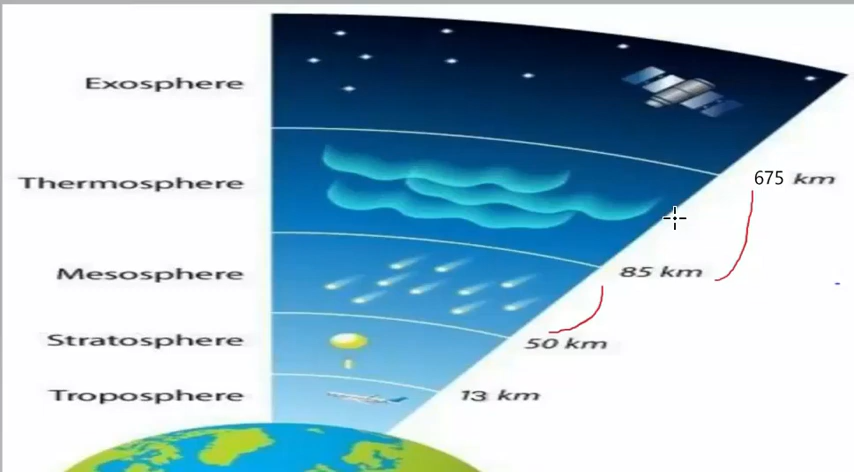 Exosphere
Thermosphere
675 km
Mesosphere
85 km
Stratosphere
50 km
Troposphere
13 km